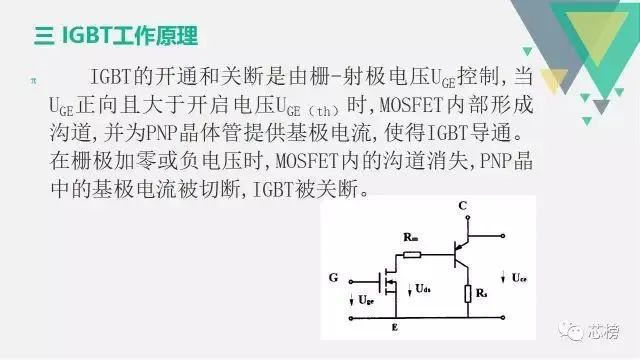 三 IGBT工作原理
π IGBT的开通和关断是由栅-射极电压UGE控制,当
UGE正向且大于开启电压UGE(th)时,MOSFET内部形成
沟道,并为PNP晶体管提供基极电流,使得IGBT导通。
在栅极加零或负电压时,MOSFET内的沟道消失,PNP晶
中的基极电流被切断,IGBT被关断。
C
Rm
G
Uge
Uds
Uce
Rs
E
芯榜